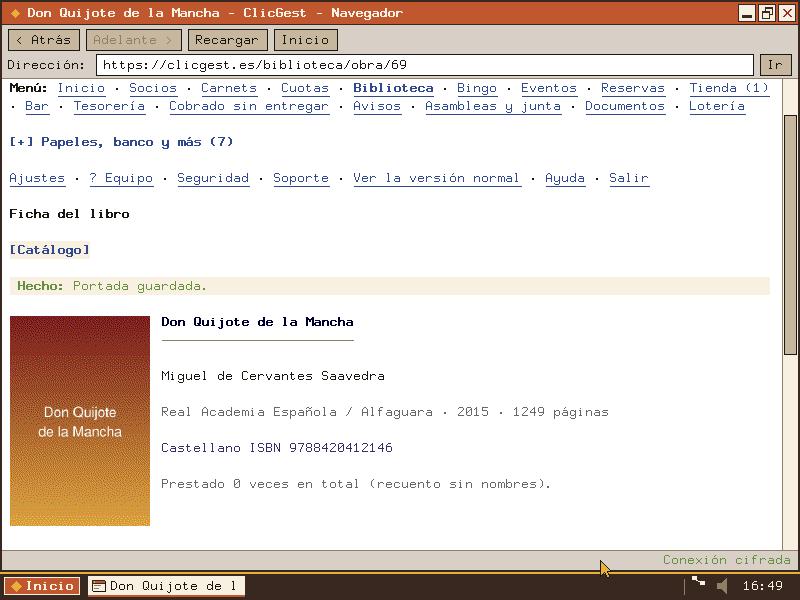 Don Quijote de la Mancha - ClicGest - Navegador
< Atrás Adelante > Recargar Inicio
Dirección: https://clicgest.es/biblioteca/obra/69 Ir
Menú: Inicio · Socios · Carnets · Cuotas · Biblioteca · Bingo · Eventos · Reservas · Tienda (1)
· Bar · Tesorería · Cobrado sin entregar · Avisos · Asambleas y junta · Documentos · Lotería
[+] Papeles, banco y más (7)
Ajustes · ? Equipo · Seguridad · Soporte · Ver la versión normal · Ayuda · Salir
Ficha del libro
[Catálogo]
Hecho: Portada guardada.
Don Quijote
de la Mancha
Don Quijote de la Mancha
Miguel de Cervantes Saavedra
Real Academia Española / Alfaguara · 2015 · 1249 páginas
Castellano ISBN 9788420412146
Prestado 0 veces en total (recuento sin nombres).
Conexión cifrada
Inicio Don Quijote de l 16:49